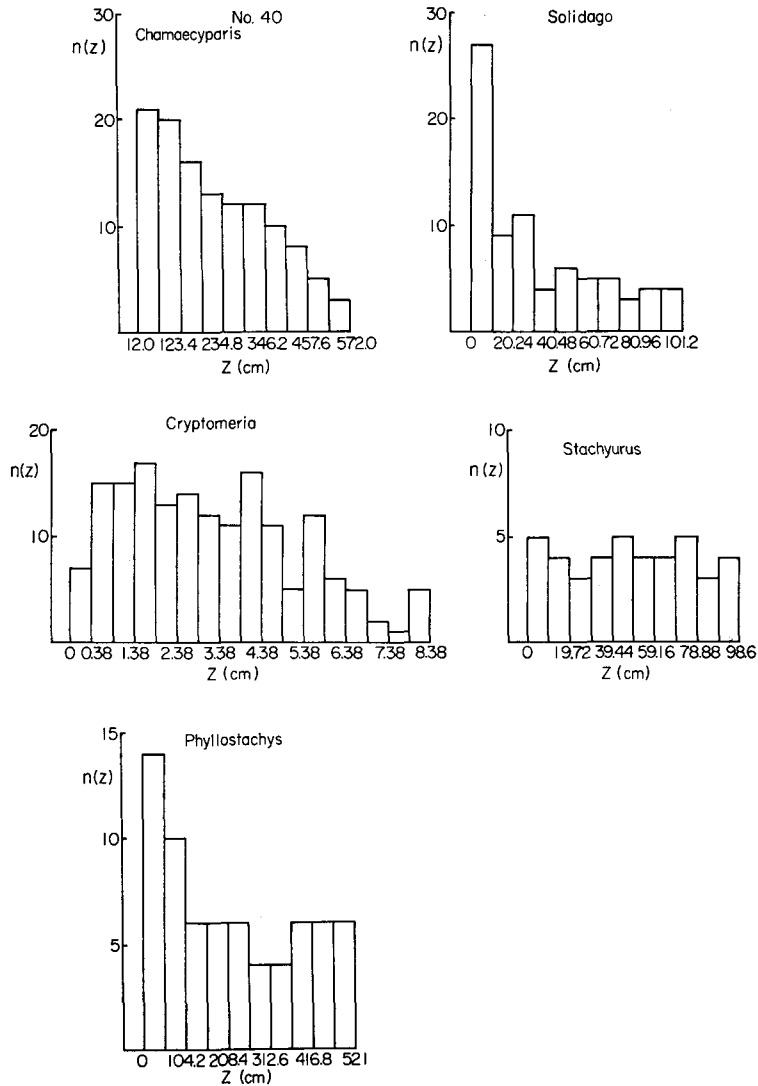 No. 40
Chamaecyparis
n(z)
30
20
10
12.0 123.4 234.8 346.2 457.6 572.0
Z (cm)
Solidago
n(z)
30
20
10
0 20.24 40.48 60.72 80.96 101.2
Z (cm)
Cryptomeria
n(z)
20
10
0 0.38 1.38 2.38 3.38 4.38 5.38 6.38 7.38 8.38
Z (cm)
Stachyurus
n(z)
10
5
0 19.72 39.44 59.16 78.88 98.6
Z (cm)
Phyllostachys
n(z)
15
10
5
0 104.2 208.4 312.6 416.8 521
Z (cm)